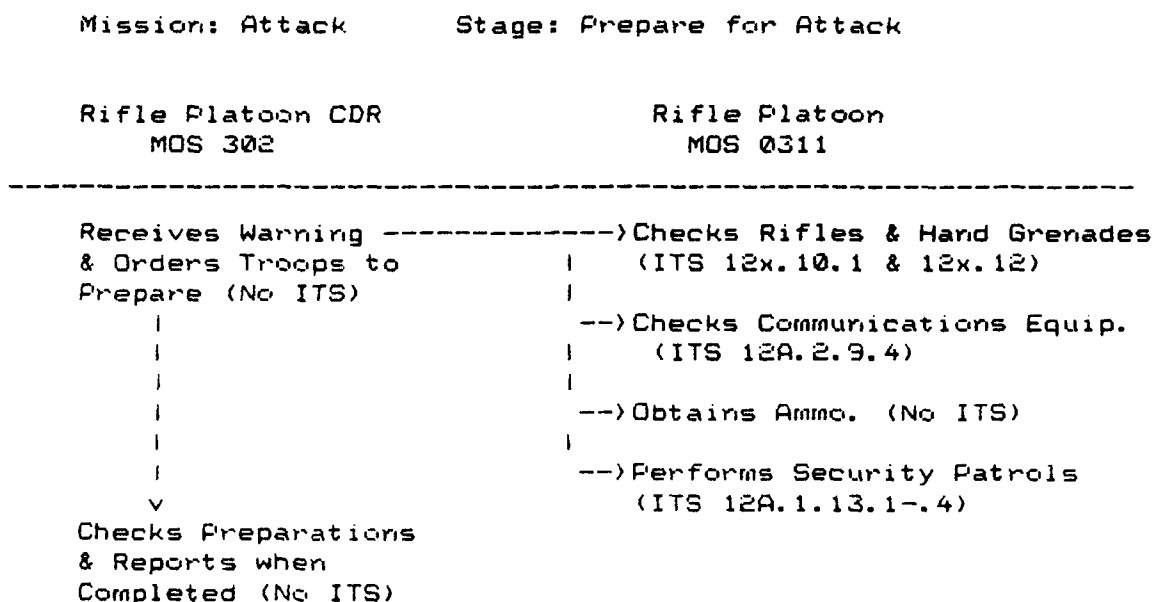 Mission: Attack Stage: Prepare for Attack
Rifle Platoon CDR Rifle Platoon
MOS 302 MOS 0311
Receives Warning -------------->Checks Rifles & Hand Grenades
& Orders Troops to | (ITS 12x.10.1 & 12x.12)
Prepare (No ITS) |
| -->Checks Communications Equip.
| | (ITS 12A.2.9.4)
| |
| -->Obtains Ammo. (No ITS)
| |
| -->Performs Security Patrols
v (ITS 12A.1.13.1-.4)
Checks Preparations
& Reports when
Completed (No ITS)